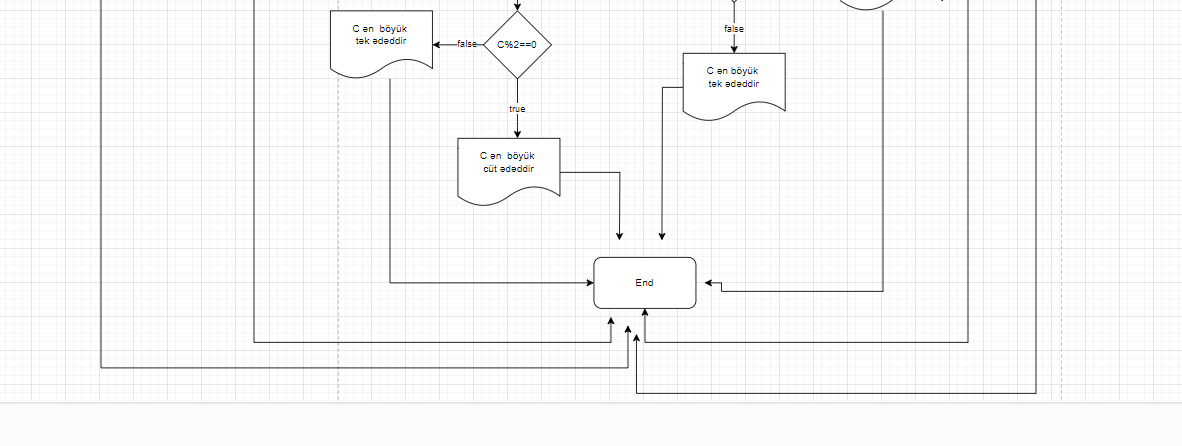 C ən böyük
tək ədəddir
false
C%2==0
false
C ən böyük
tək ədəddir
true
C ən böyük
cüt ədəddir
End